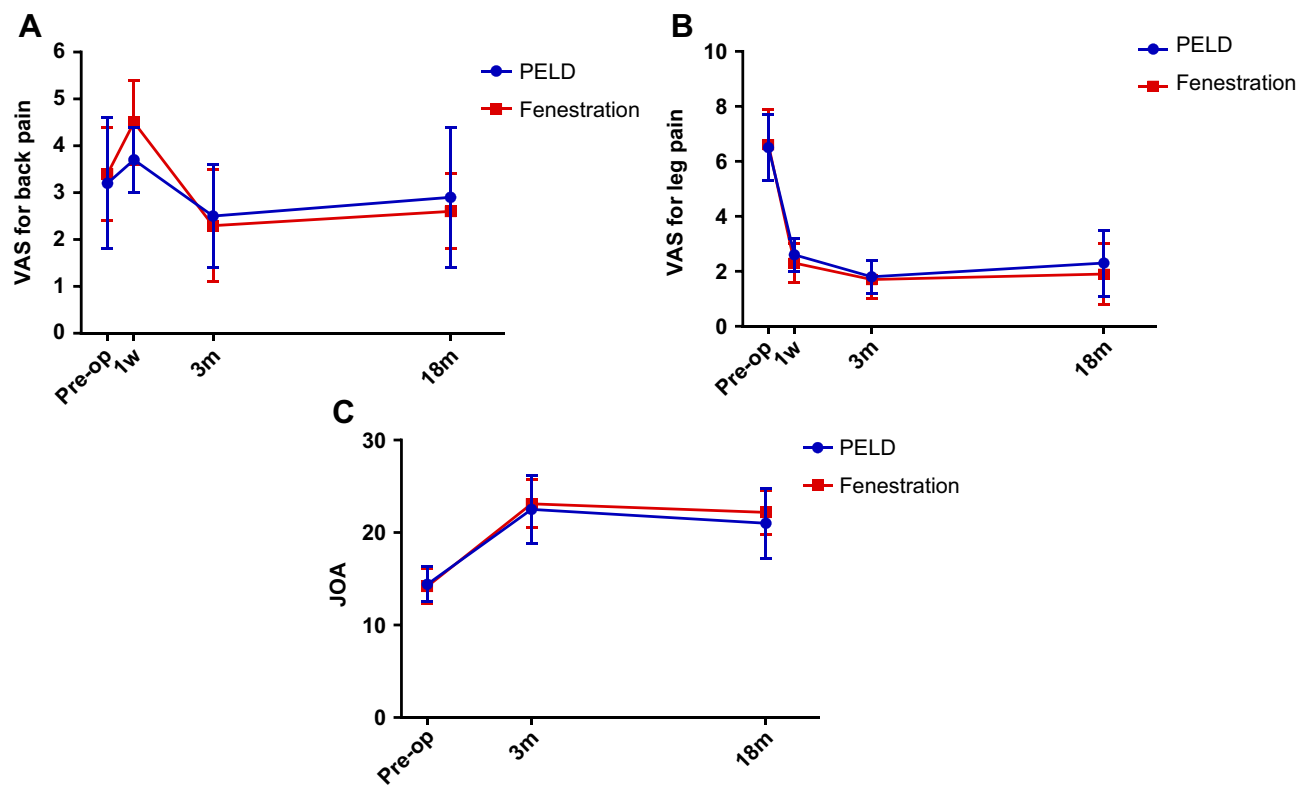 A
VAS for back pain
6
5
4
3
2
1
0
Pre-op
1w
3m
18m
PELD
Fenestration
B
VAS for leg pain
10
8
6
4
2
0
Pre-op
1w
3m
18m
PELD
Fenestration
C
JOA
30
20
10
0
Pre-op
3m
18m
PELD
Fenestration